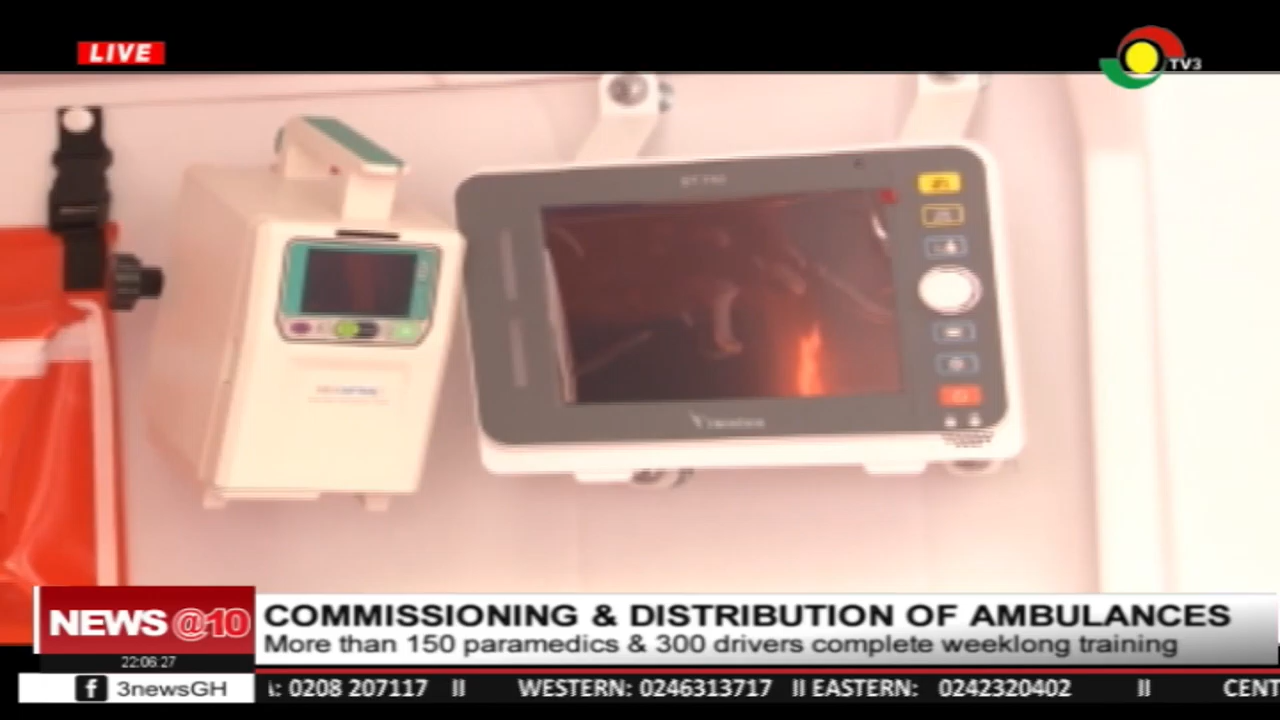 LIVE
TV3
NEWS @10
COMMISSIONING & DISTRIBUTION OF AMBULANCES
More than 150 paramedics & 300 drivers complete weeklong training
22:06:27
f 3newsGH
: 0208 207117 II WESTERN: 0246313717 II EASTERN: 0242320402 II CENT